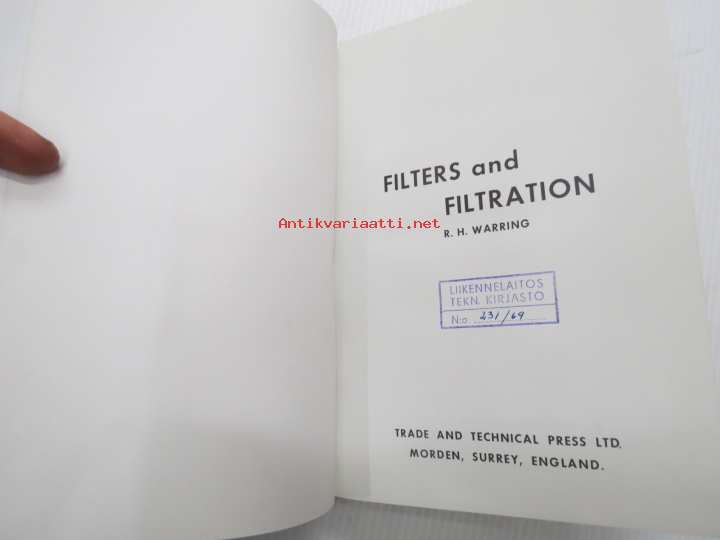 FILTERS and
FILTRATION
Antikvariaatti.net
R. H. WARRING
LIIKENNELAITOS
TEKN. KIRJASTO
N:o 231/69
TRADE AND TECHNICAL PRESS LTD.
MORDEN, SURREY, ENGLAND.